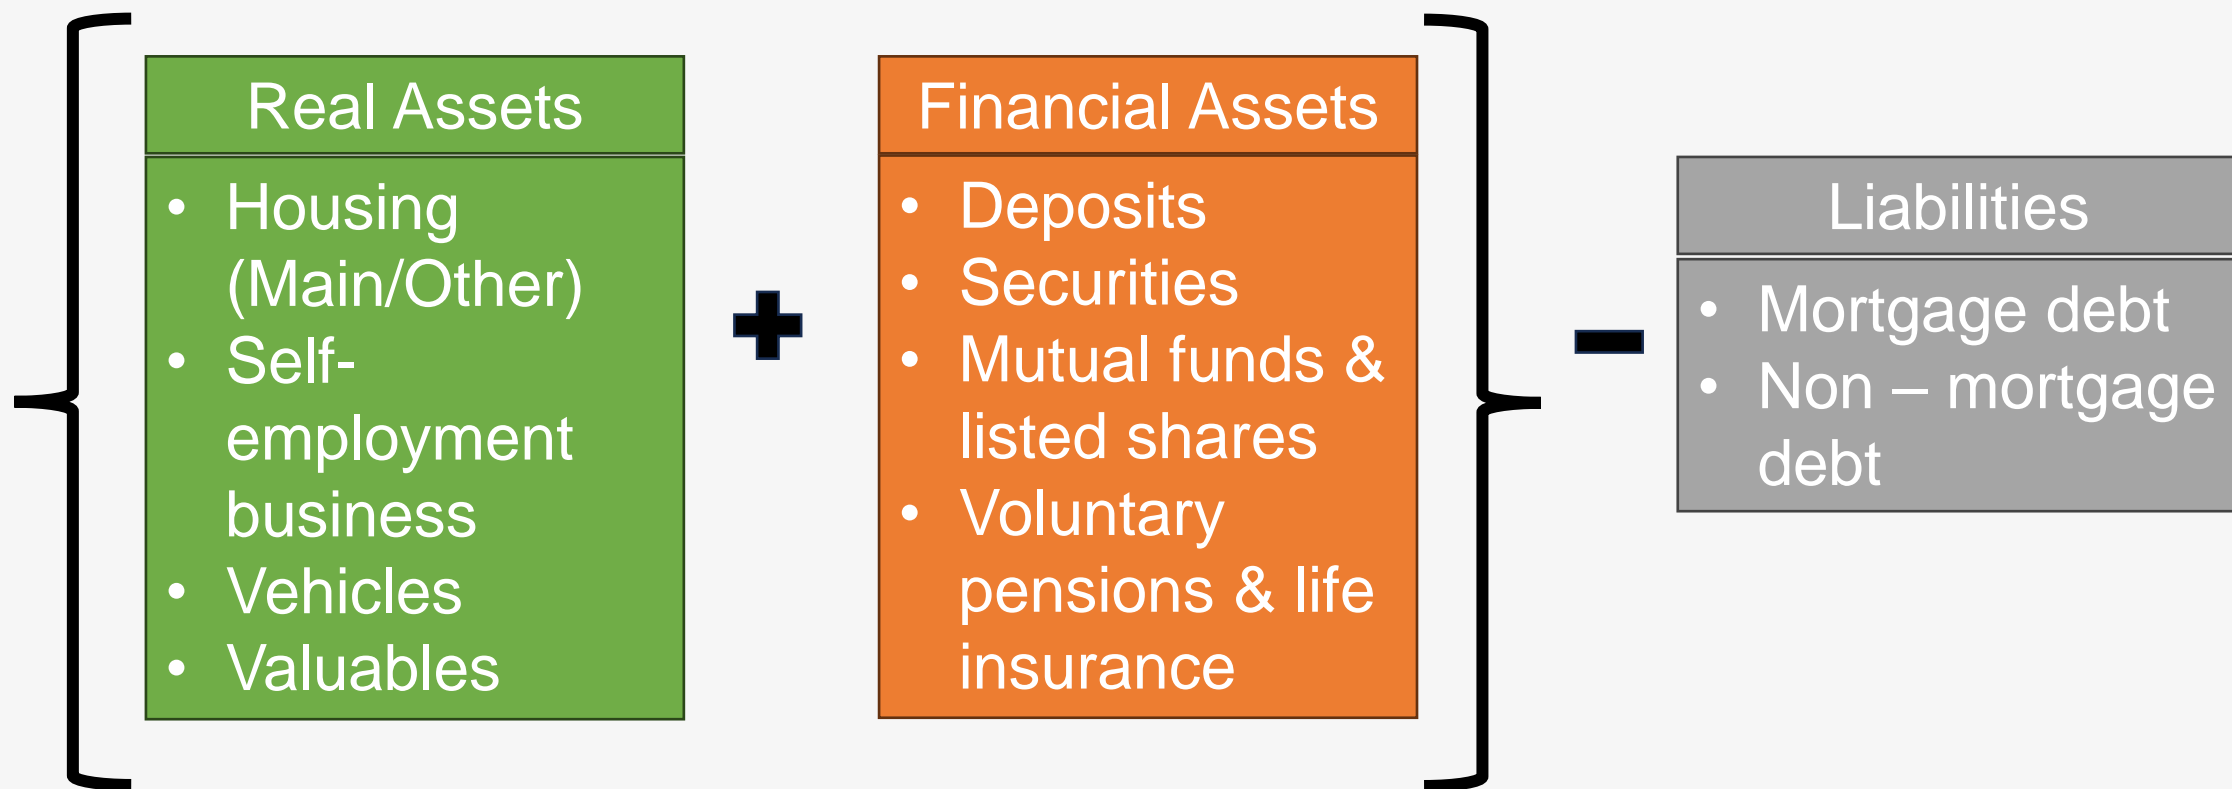 Real Assets
• Housing
(Main/Other)
• Self-
employment
business
• Vehicles
• Valuables
Financial Assets
• Deposits
• Securities
• Mutual funds &
listed shares
• Voluntary
pensions & life
insurance
Liabilities
• Mortgage debt
• Non – mortgage
debt